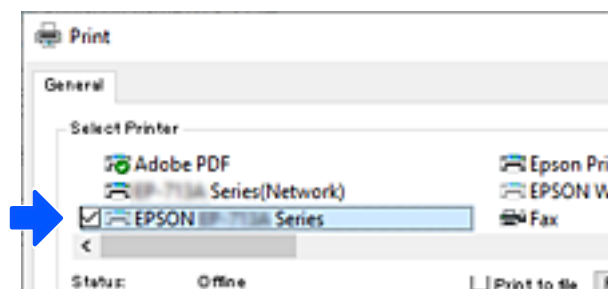 Print
General
Select Printer
Adobe PDF
Epson Pri
Series(Network)
EPSON W
EPSON Series
Fax
Status: Offline
Print to file